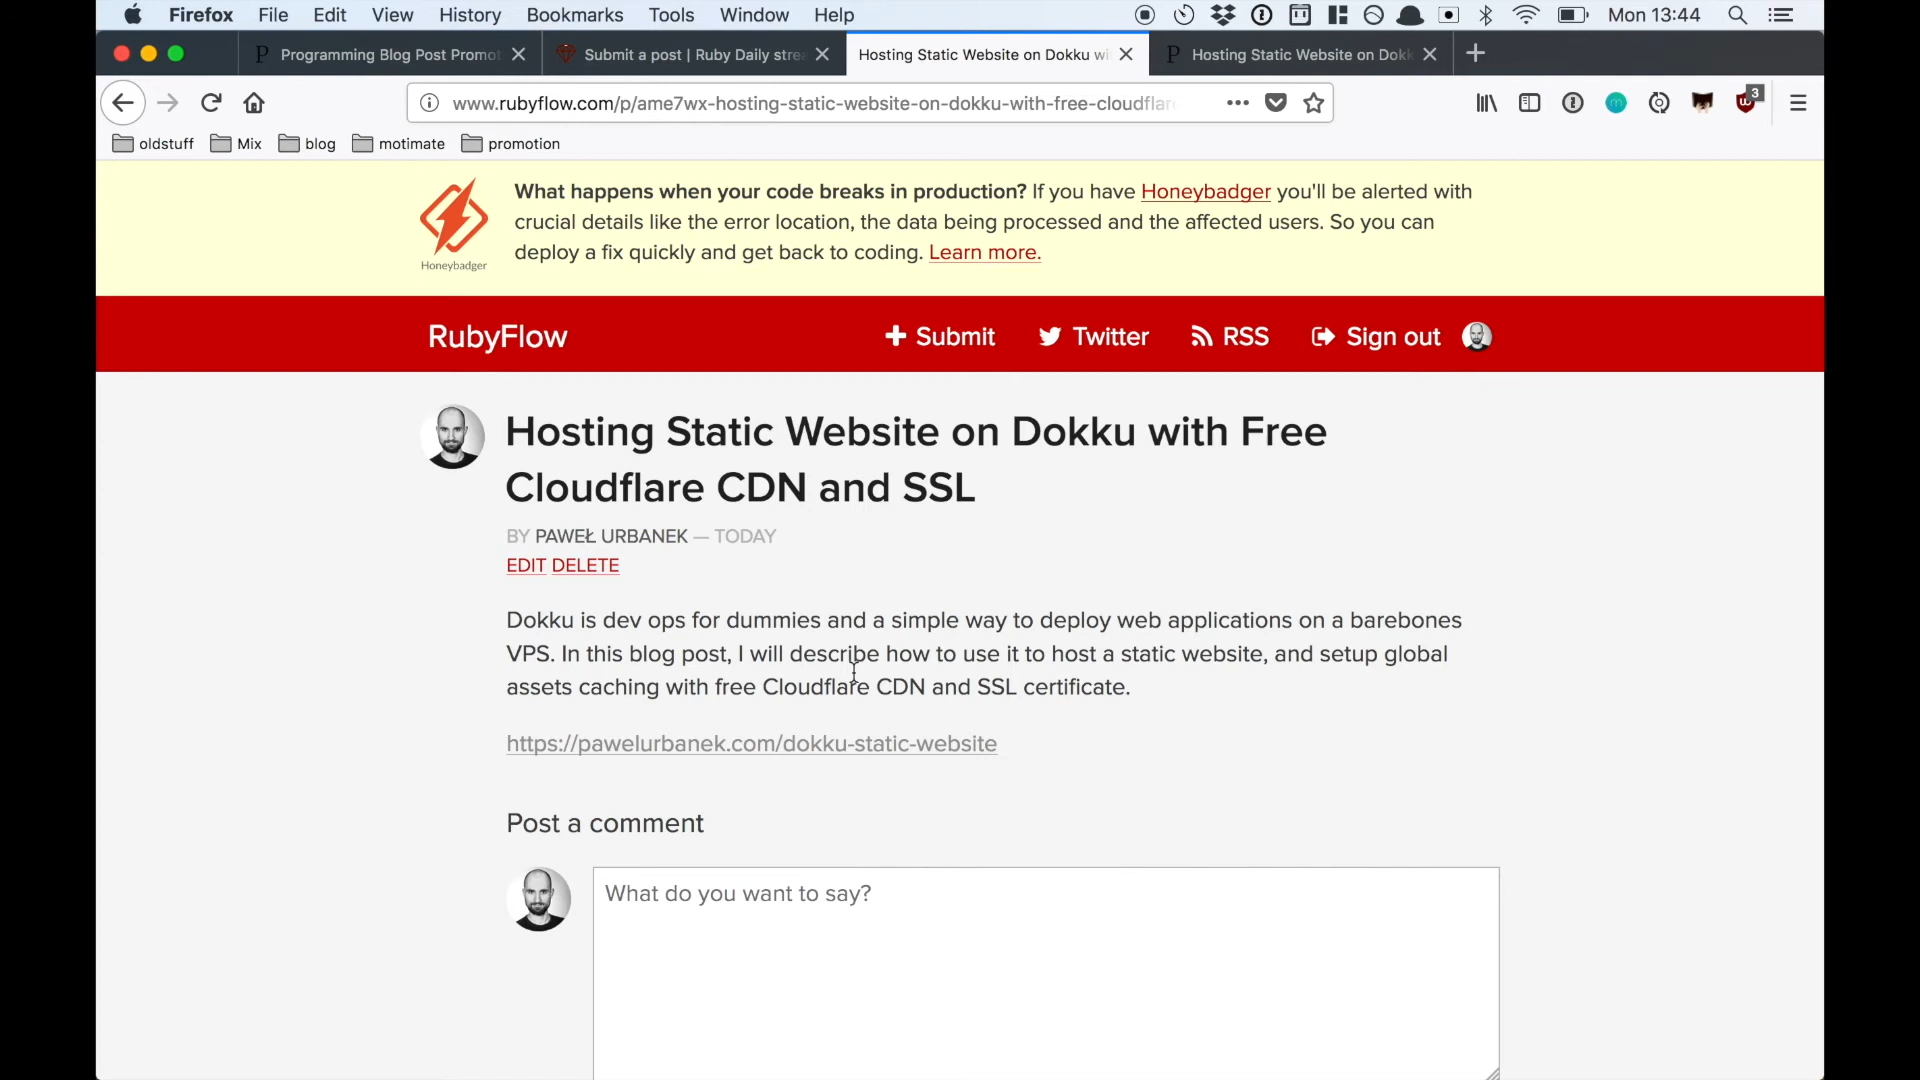 Firefox File Edit View History Bookmarks Tools Window Help Mon 13:44
Programming Blog Post Promo Submit a post | Ruby Daily stre Hosting Static Website on Dokku wi Hosting Static Website on Dokk
www.rubyflow.com/p/ame7wx-hosting-static-website-on-dokku-with-free-cloudflare 3
oldstuff Mix blog motimate promotion
What happens when your code breaks in production? If you have Honeybadger you'll be alerted with
crucial details like the error location, the data being processed and the affected users. So you can
deploy a fix quickly and get back to coding. Learn more.
Honeybadger
RubyFlow Submit Twitter RSS Sign out
Hosting Static Website on Dokku with Free
Cloudflare CDN and SSL
BY PAWEŁ URBANEK — TODAY
EDIT DELETE
Dokku is dev ops for dummies and a simple way to deploy web applications on a barebones
VPS. In this blog post, I will describe how to use it to host a static website, and setup global
assets caching with free Cloudflare CDN and SSL certificate.
https://pawelurbanek.com/dokku-static-website
Post a comment
What do you want to say?